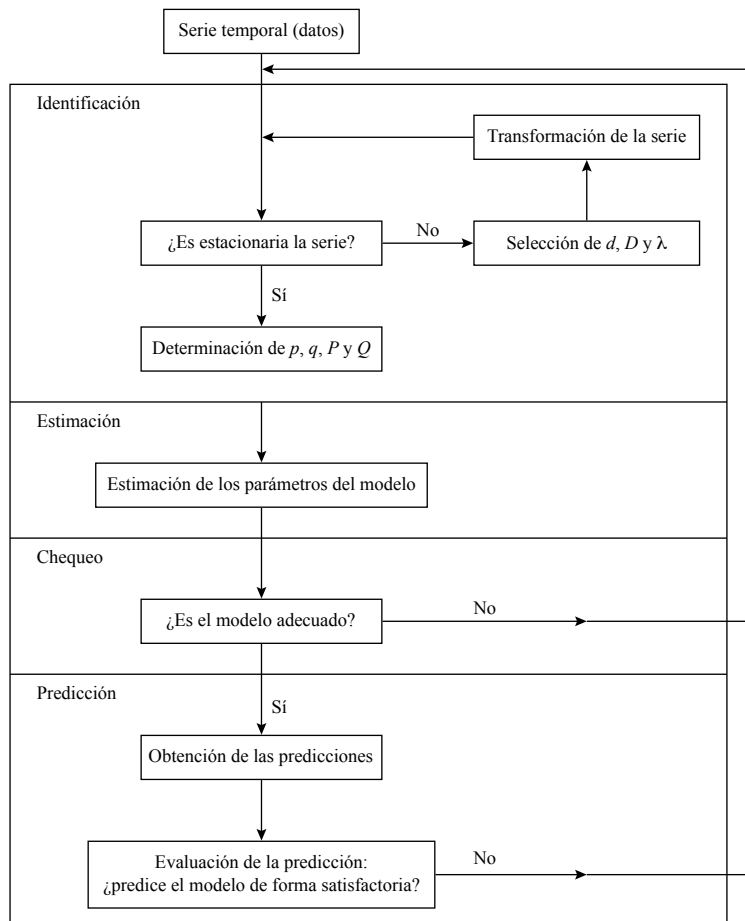 Serie temporal (datos)
Identificación
Transformación de la serie
¿Es estacionaria la serie?
No
Selección de d, D y λ
Sí
Determinación de p, q, P y Q
Estimación
Estimación de los parámetros del modelo
Chequeo
¿Es el modelo adecuado?
No
Predicción
Sí
Obtención de las predicciones
Evaluación de la predicción:
¿predice el modelo de forma satisfactoria?
No